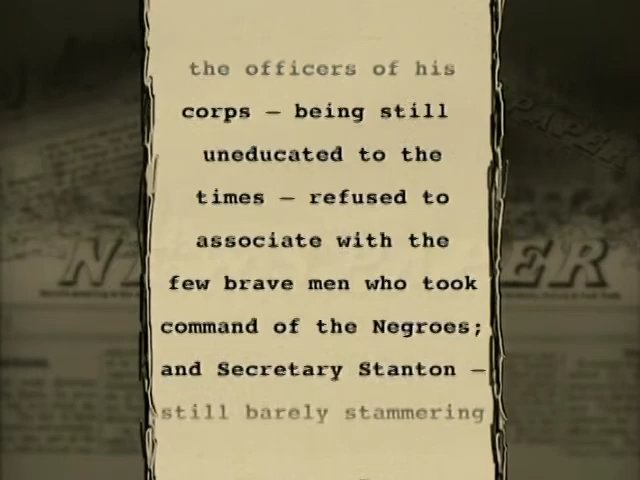 the officers of his
corps – being still
uneducated to the
times – refused to
associate with the
few brave men who took
command of the Negroes;
and Secretary Stanton –
still barely stammering